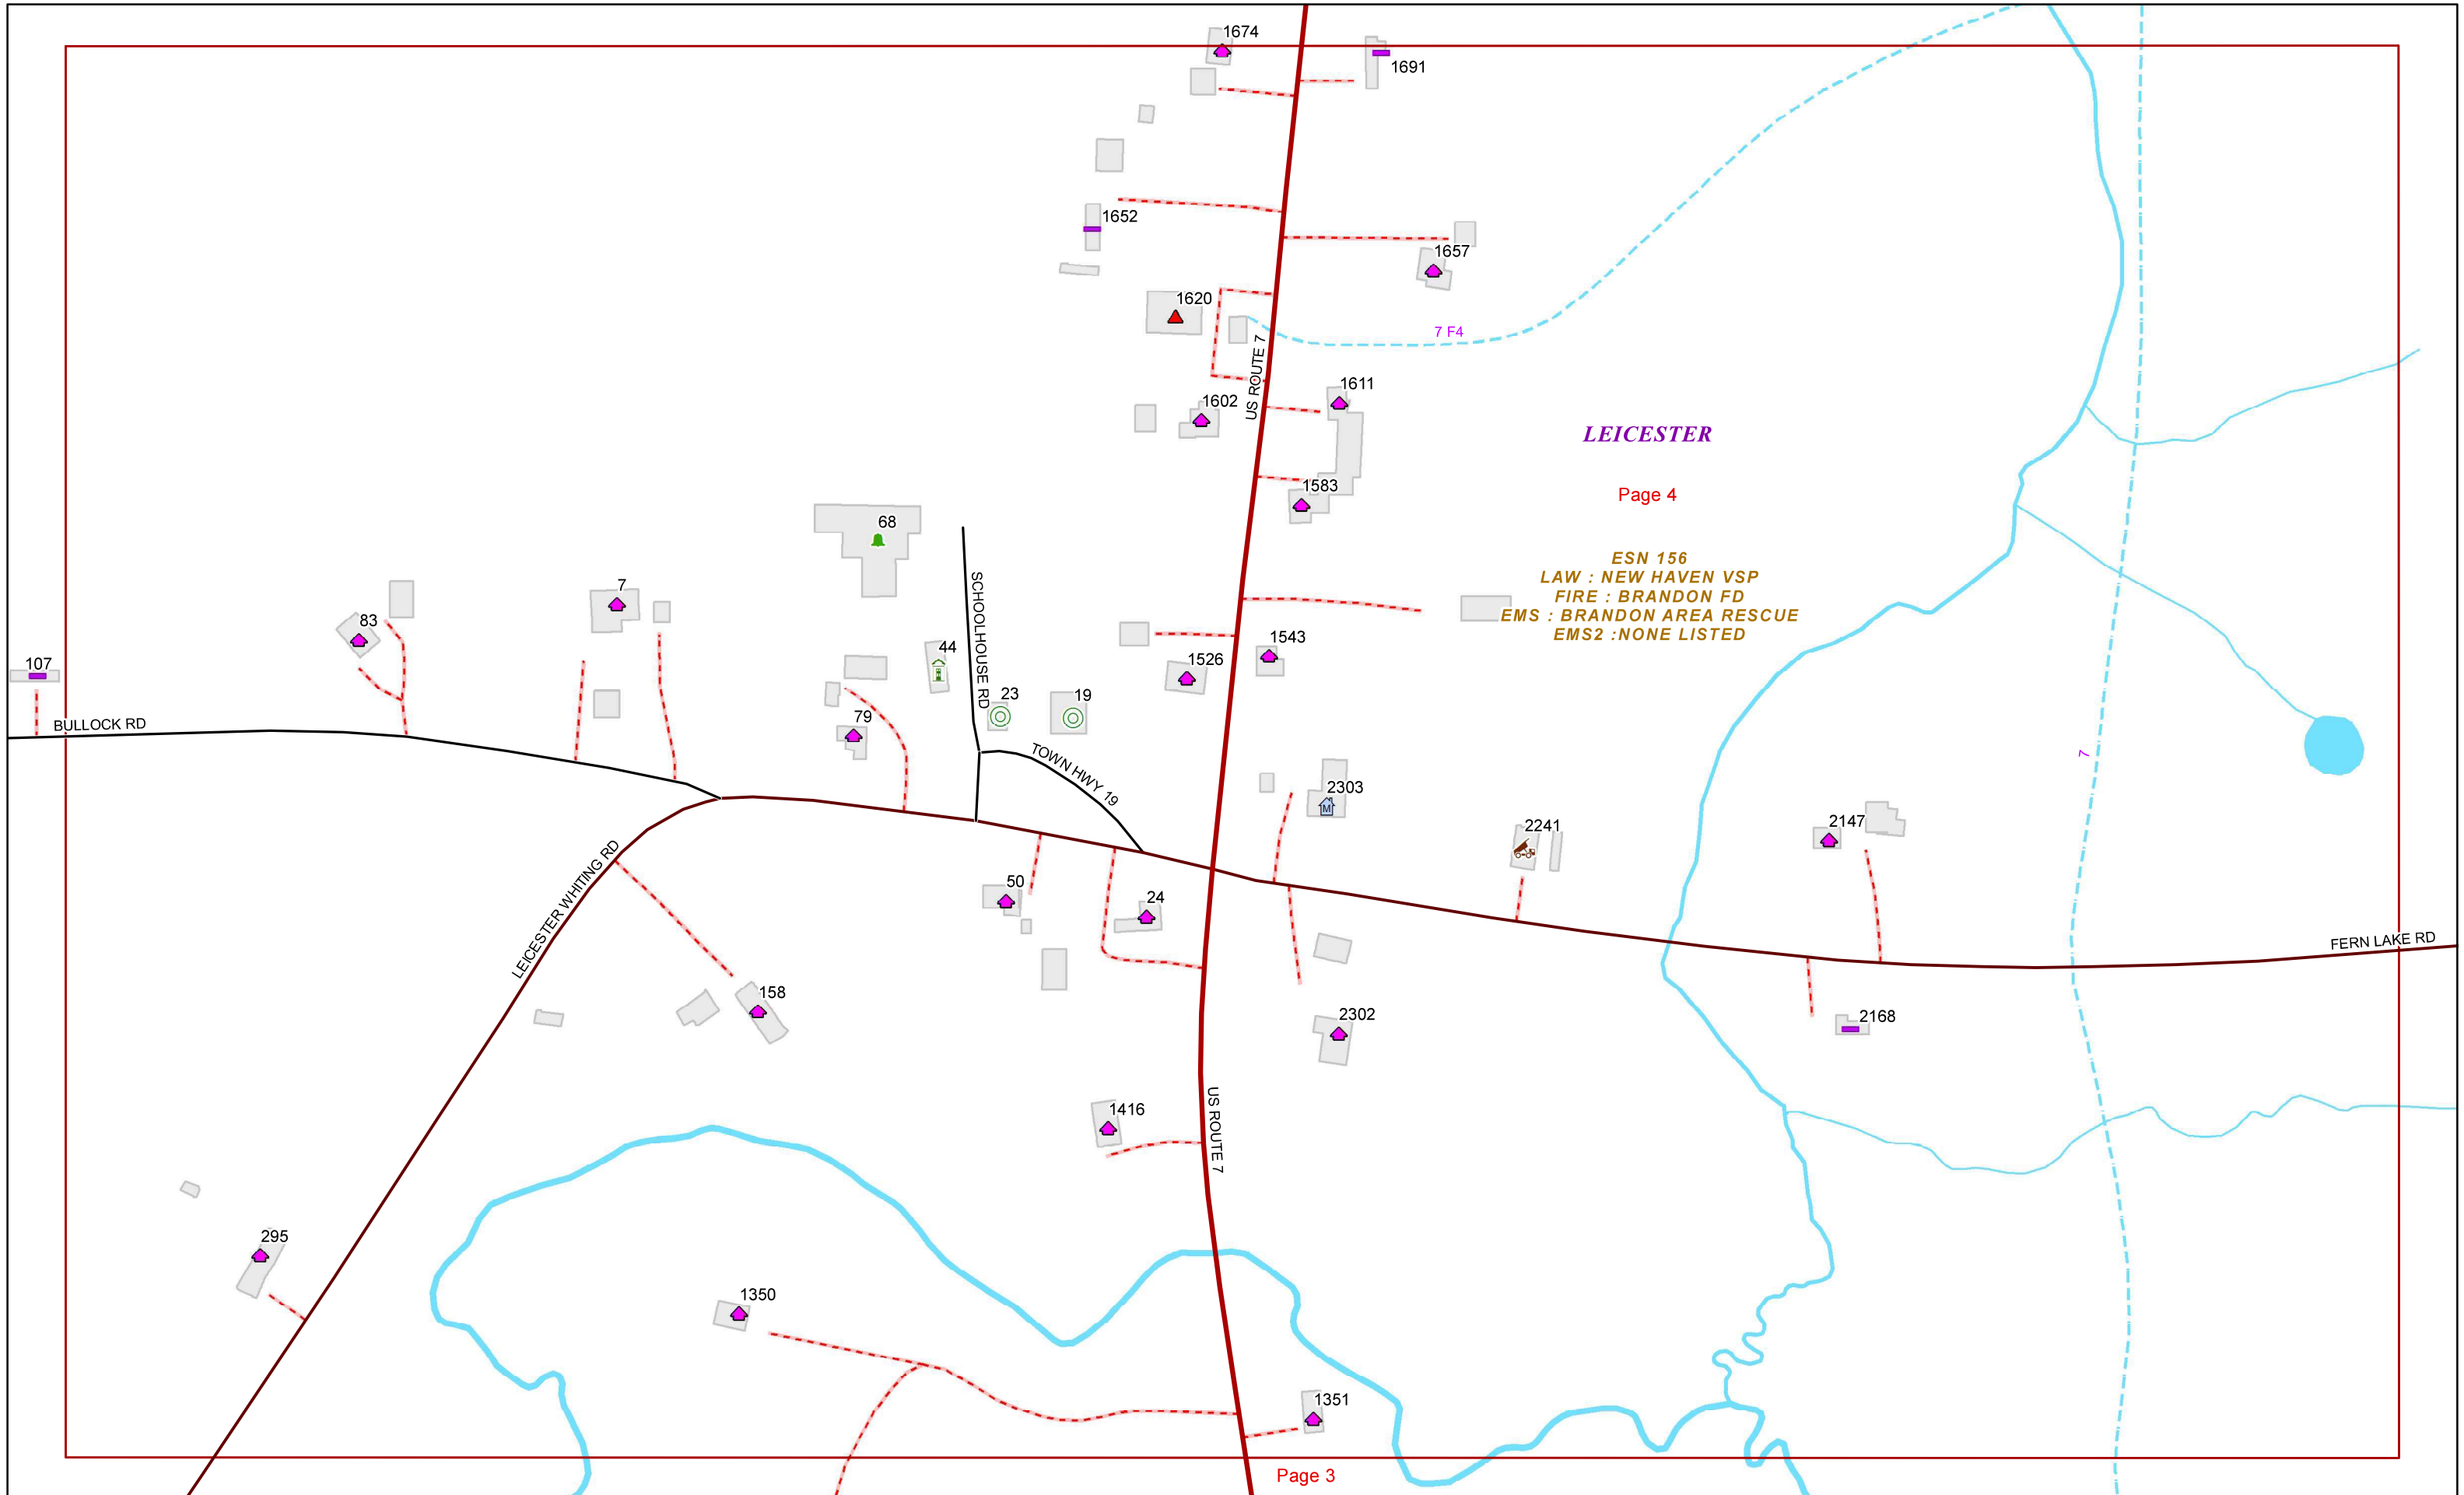 1674
1691
1652
1657
1620
7 F4
US ROUTE 7
1611
1602
LEICESTER
Page 4
1583
68
ESN 156
LAW : NEW HAVEN VSP
FIRE : BRANDON FD
EMS : BRANDON AREA RESCUE
EMS2 :NONE LISTED
7
83
SCHOOLHOUSE RD
44
1543
1526
107
23
19
BULLOCK RD
79
TOWN HWY 19
7
2303
2241
2147
LEICESTER WHITING RD
50
24
FERN LAKE RD
158
2302
2168
1416
US ROUTE 7
295
1350
1351
Page 3
M